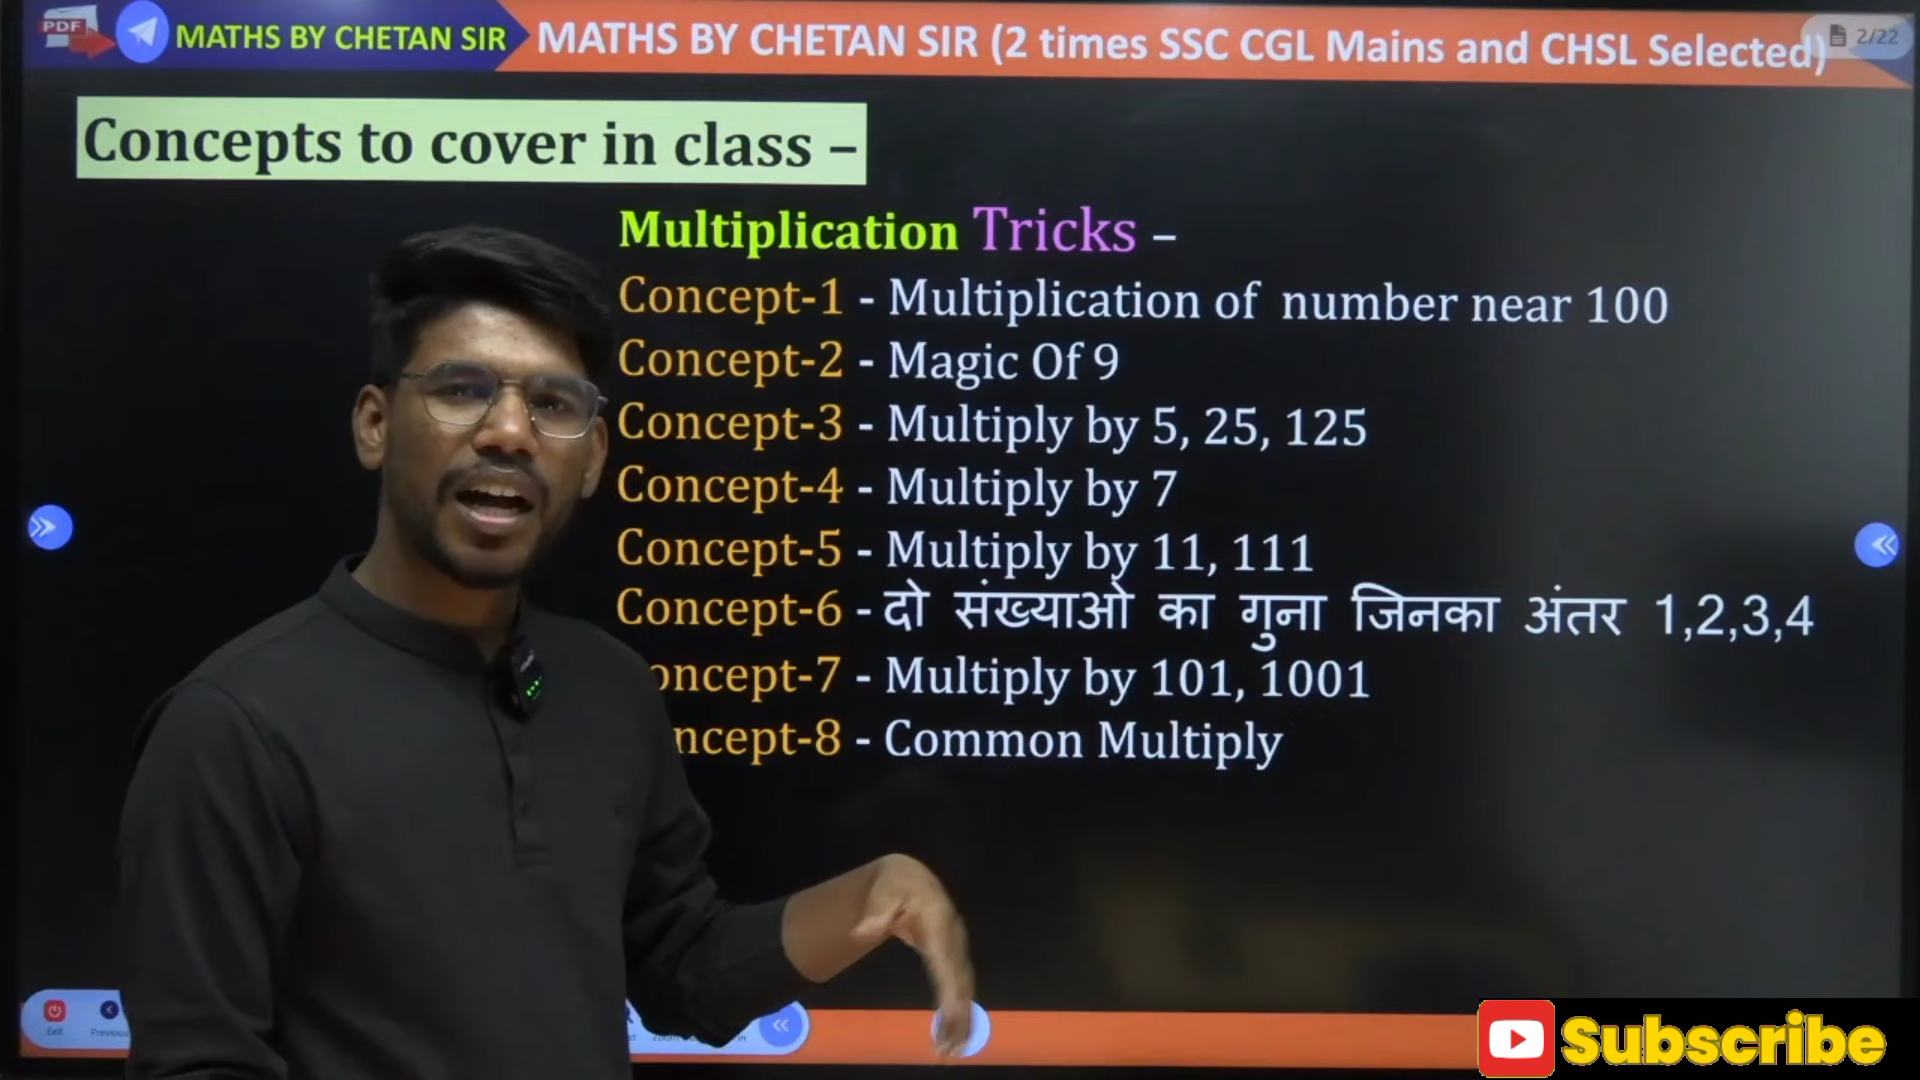 PDF
MATHS BY CHETAN SIR
MATHS BY CHETAN SIR (2 times SSC CGL Mains and CHSL Selected)
2/22
Concepts to cover in class –
Multiplication Tricks –
Concept-1 - Multiplication of number near 100
Concept-2 - Magic Of 9
Concept-3 - Multiply by 5, 25, 125
Concept-4 - Multiply by 7
Concept-5 - Multiply by 11, 111
Concept-6 - दो संख्याओ का गुना जिनका अंतर 1,2,3,4
oncept-7 - Multiply by 101, 1001
ncept-8 - Common Multiply
Exit
Previous
Subscribe